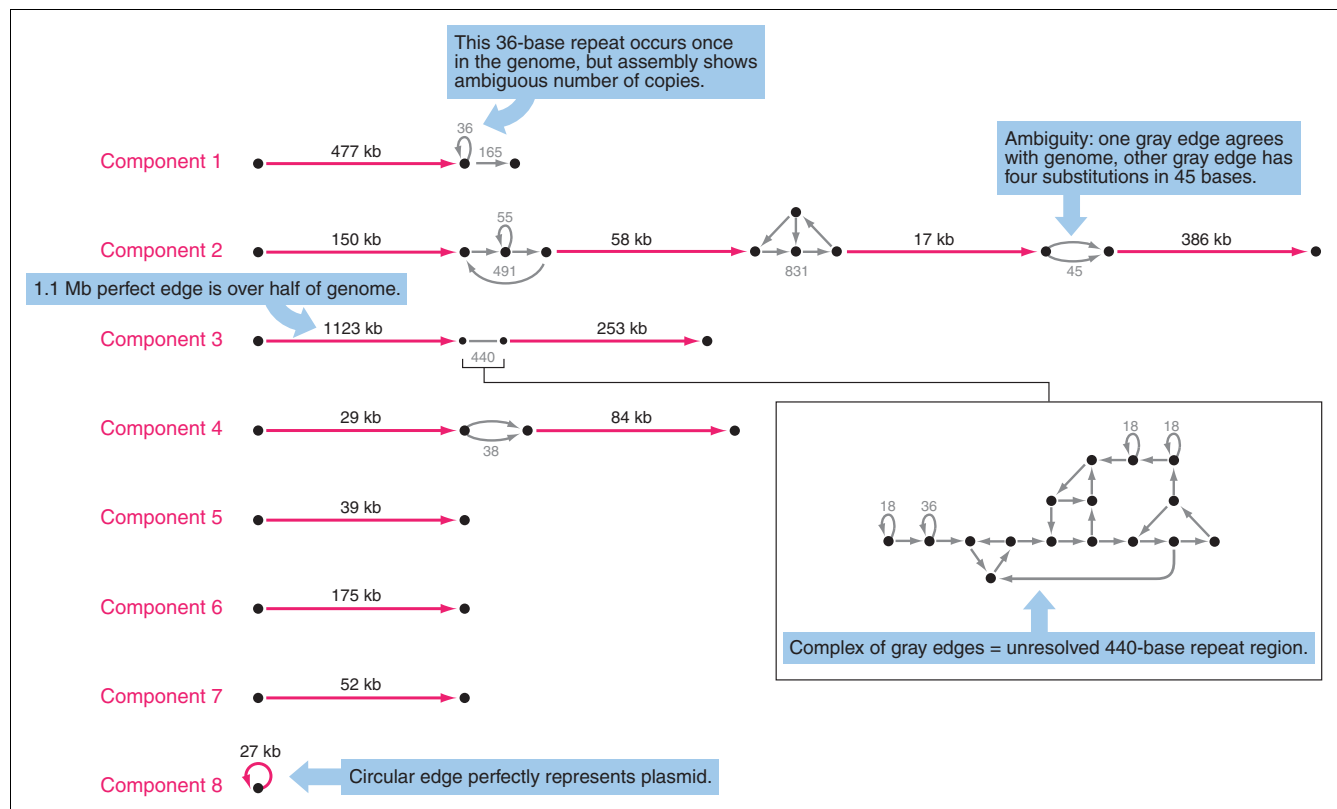 This 36-base repeat occurs once
in the genome, but assembly shows
ambiguous number of copies.
36
Component 1
477 kb
165
Ambiguity: one gray edge agrees
with genome, other gray edge has
four substitutions in 45 bases.
Component 2
150 kb
55
491
58 kb
831
17 kb
45
386 kb
1.1 Mb perfect edge is over half of genome.
Component 3
1123 kb
440
253 kb
Component 4
29 kb
38
84 kb
18
18
18
36
Complex of gray edges = unresolved 440-base repeat region.
Component 5
39 kb
Component 6
175 kb
Component 7
52 kb
Component 8
27 kb
Circular edge perfectly represents plasmid.